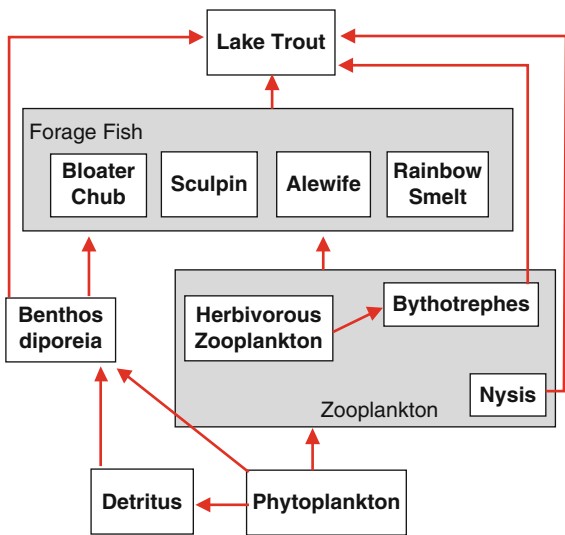 Lake Trout
Forage Fish
Bloater
Chub
Sculpin
Alewife
Rainbow
Smelt
Benthos
diporeia
Herbivorous
Zooplankton
Bythotrephes
Nysis
Zooplankton
Detritus
Phytoplankton